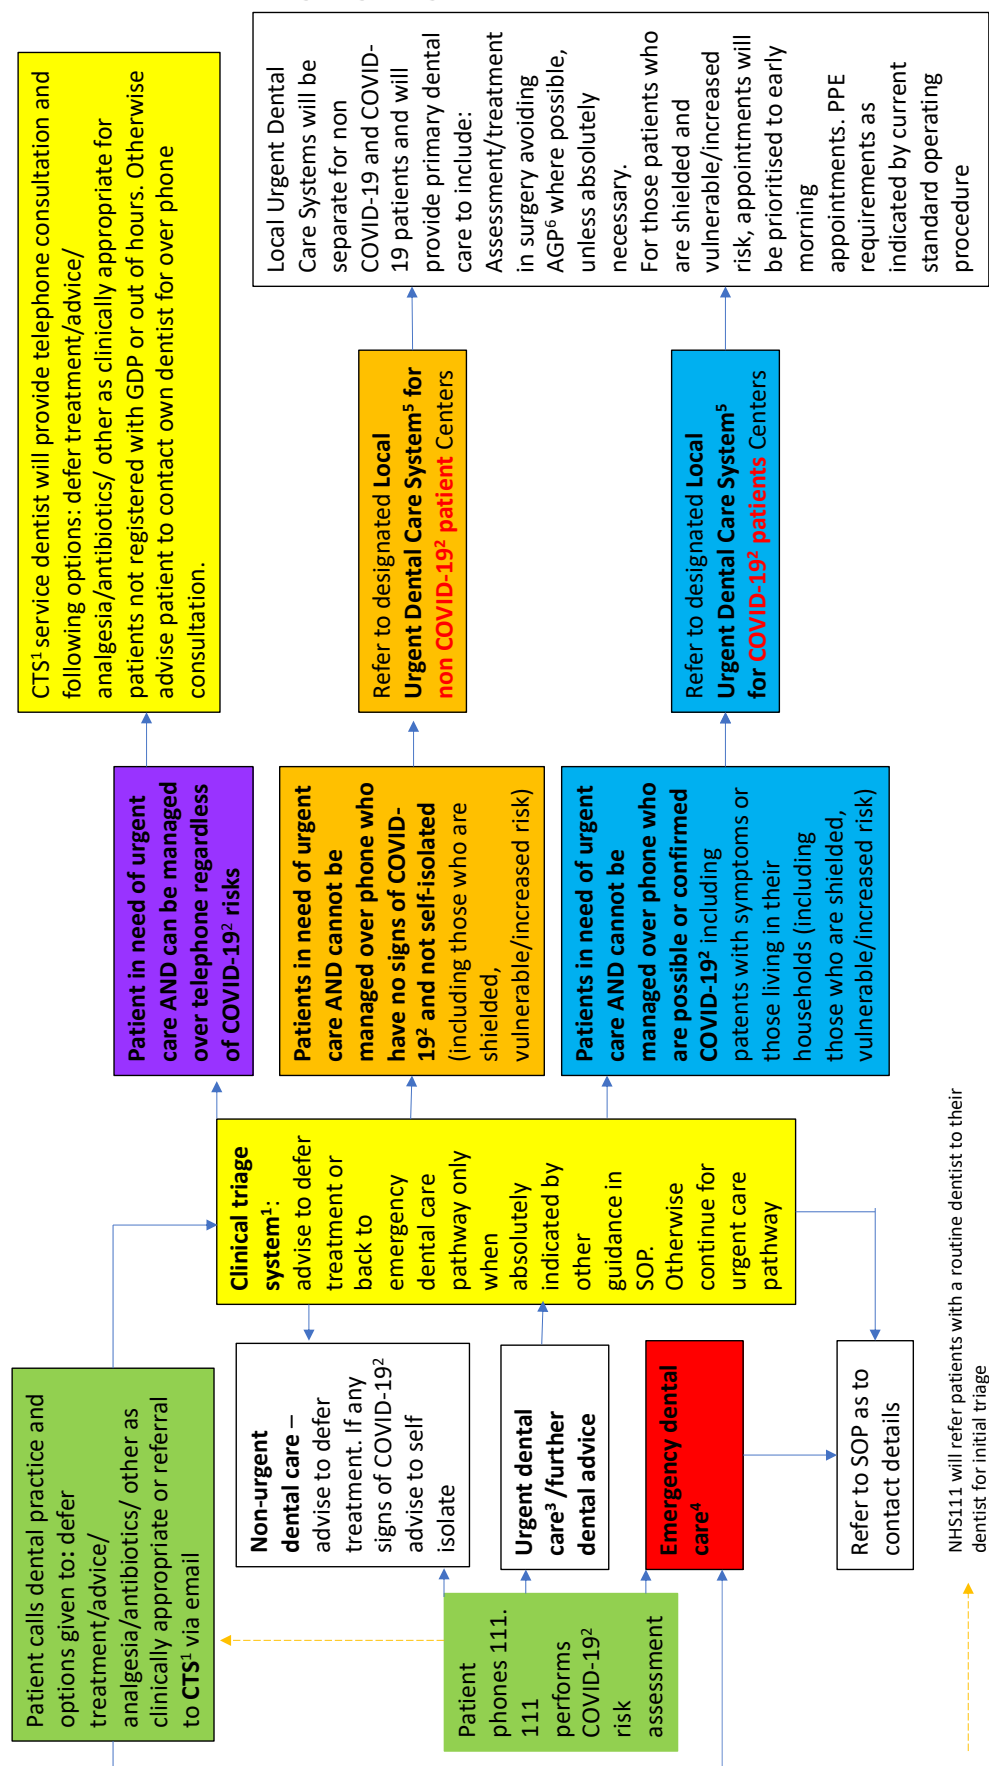 Patient calls dental practice and
options given to: defer
treatment/advice/
analgesia/antibiotics/ other as
clinically appropriate or referral
to CTS¹ via email
Patient
phones 111.
111
performs
COVID-19²
risk
assessment
Non-urgent
dental care –
advise to defer
treatment. If any
signs of COVID-19²
advise to self
isolate
Urgent dental
care³ /further
dental advice
Emergency dental
care⁴
Refer to SOP as to
contact details
Clinical triage
system¹:
advise to defer
treatment or
back to
emergency
dental care
pathway only
when
absolutely
indicated by
other
guidance in
SOP.
Otherwise
continue for
urgent care
pathway
Patient in need of urgent
care AND can be managed
over telephone regardless
of COVID-19² risks
Patients in need of urgent
care AND cannot be
managed over phone who
have no signs of COVID-
19² and not self-isolated
(including those who are
shielded,
vulnerable/increased risk)
Patients in need of urgent
care AND cannot be
managed over phone who
are possible or confirmed
COVID-19² including
patents with symptoms or
those living in their
households (including
those who are shielded,
vulnerable/increased risk)
CTS¹ service dentist will provide telephone consultation and
following options: defer treatment/advice/
analgesia/antibiotics/ other as clinically appropriate for
patients not registered with GDP or out of hours. Otherwise
advise patient to contact own dentist for over phone
consultation.
Refer to designated Local
Urgent Dental Care System⁵ for
non COVID-19² patient Centers
Refer to designated Local
Urgent Dental Care System⁵
for COVID-19² patients Centers
Local Urgent Dental
Care Systems will be
separate for non
COVID-19 and COVID-
19 patients and will
provide primary dental
care to include:
Assessment/treatment
in surgery avoiding
AGP⁶ where possible,
unless absolutely
necessary.
For those patients who
are shielded and
vulnerable/increased
risk, appointments will
be prioritised to early
morning
appointments. PPE
requirements as
indicated by current
standard operating
procedure
NHS111 will refer patients with a routine dentist to their
dentist for initial triage